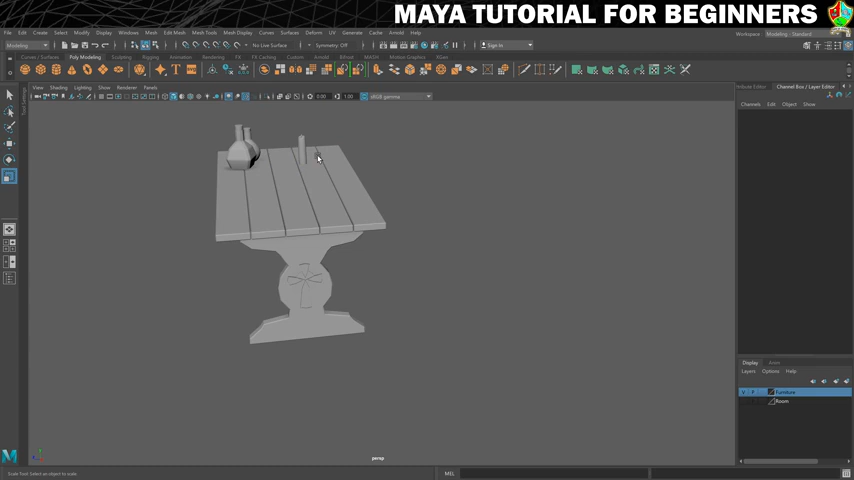 MAYA TUTORIAL FOR BEGINNERS
File Edit Create Select Modify Display Windows Mesh Edit Mesh Mesh Tools Mesh Display Curves Surfaces Deform UV Generate Cache Arnold Help
Workspace Modeling - Standard
Modeling No Live Surface Symmetry: Off Sign In
Curves / Surfaces Poly Modeling Sculpting Rigging Animation Rendering FX FX Caching Custom Arnold Bifrost MASH Motion Graphics XGen
View Shading Lighting Show Renderer Panels
Channel Box / Layer Editor
0.00 1.00 sRGB gamma
Channels Edit Object Show
Tool Settings
Display Anim
Layers Options Help
V P Furniture
Room
persp
Scale Tool: Select an object to scale
MEL